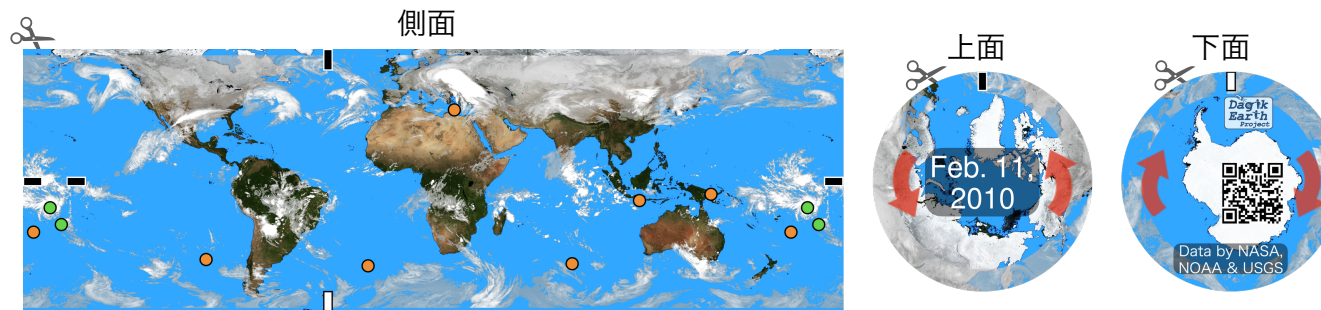 側面
上面
下面
Feb. 11,
2010
Dagik
Earth
Project
Data by NASA,
NOAA & USGS